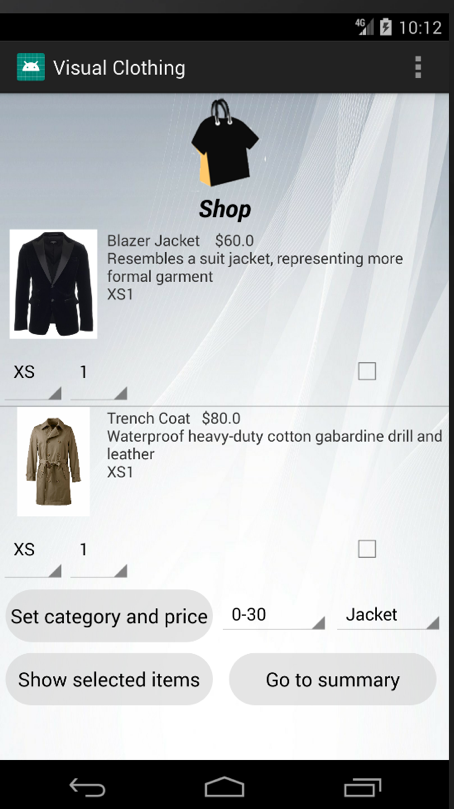 4G 10:12
Visual Clothing
Shop
Blazer Jacket $60.0
Resembles a suit jacket, representing more
formal garment
XS1
XS 1
Trench Coat $80.0
Waterproof heavy-duty cotton gabardine drill and
leather
XS1
XS 1
Set category and price 0-30 Jacket
Show selected items Go to summary